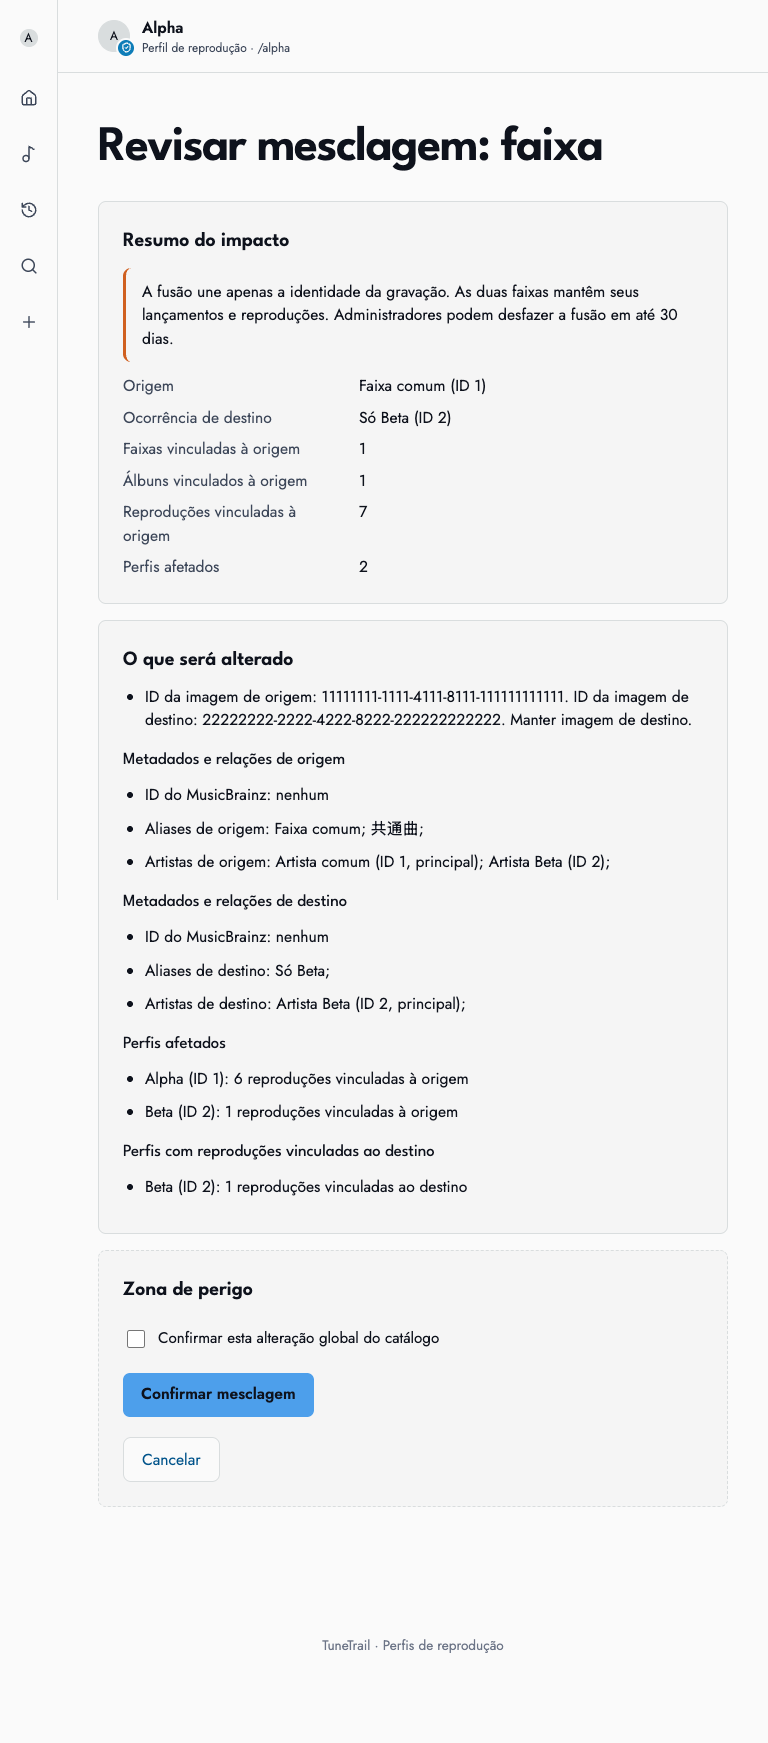 A
A
Alpha
Perfil de reprodução · /alpha
Revisar mesclagem: faixa
Resumo do impacto
A fusão une apenas a identidade da gravação. As duas faixas mantêm seus
lançamentos e reproduções. Administradores podem desfazer a fusão em até 30
dias.
Origem Faixa comum (ID 1)
Ocorrência de destino Só Beta (ID 2)
Faixas vinculadas à origem 1
Álbuns vinculados à origem 1
Reproduções vinculadas à 7
origem
Perfis afetados 2
O que será alterado
ID da imagem de origem: 11111111-1111-4111-8111-111111111111. ID da imagem de
destino: 22222222-2222-4222-8222-222222222222. Manter imagem de destino.
Metadados e relações de origem
ID do MusicBrainz: nenhum
Aliases de origem: Faixa comum; 共通曲;
Artistas de origem: Artista comum (ID 1, principal); Artista Beta (ID 2);
Metadados e relações de destino
ID do MusicBrainz: nenhum
Aliases de destino: Só Beta;
Artistas de destino: Artista Beta (ID 2, principal);
Perfis afetados
Alpha (ID 1): 6 reproduções vinculadas à origem
Beta (ID 2): 1 reproduções vinculadas à origem
Perfis com reproduções vinculadas ao destino
Beta (ID 2): 1 reproduções vinculadas ao destino
Zona de perigo
Confirmar esta alteração global do catálogo
Confirmar mesclagem
Cancelar
TuneTrail · Perfis de reprodução